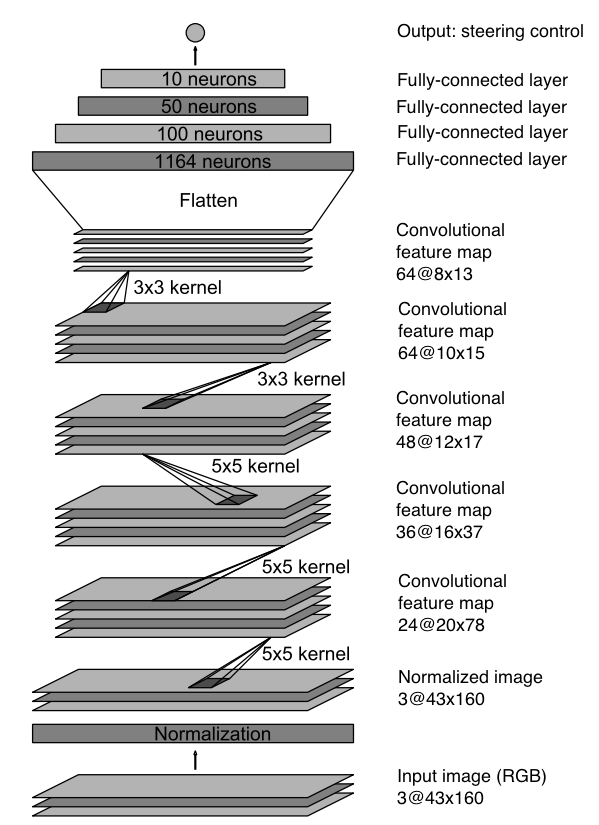 Output: steering control
10 neurons
Fully-connected layer
50 neurons
Fully-connected layer
100 neurons
Fully-connected layer
1164 neurons
Fully-connected layer
Flatten
Convolutional
feature map
64@8x13
3x3 kernel
Convolutional
feature map
64@10x15
3x3 kernel
Convolutional
feature map
48@12x17
5x5 kernel
Convolutional
feature map
36@16x37
5x5 kernel
Convolutional
feature map
24@20x78
5x5 kernel
Normalized image
3@43x160
Normalization
Input image (RGB)
3@43x160